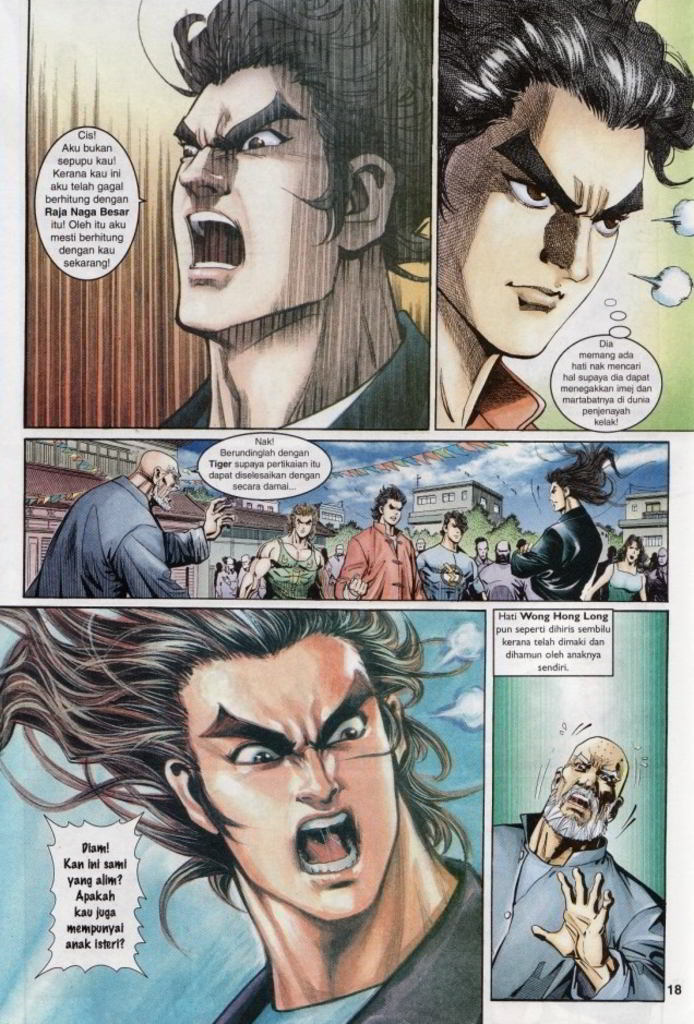 Cis!
Aku bukan
sepupu kau!
Kerana kau ini
aku telah gagal
berhitung dengan
Raja Naga Besar
itu! Oleh itu aku
mesti berhitung
dengan kau
sekarang!
Dia
memang ada
hati nak mencari
hal supaya dia dapat
menegakkan imej dan
martabatnya di dunia
penjenayah
kelak!
Nak!
Berundinglah dengan
Tiger supaya pertikaian itu
dapat diselesaikan dengan
secara damai...
Hati Wong Hong Long
pun seperti dihiris sembilu
kerana telah dimaki dan
dihamun oleh anaknya
sendiri.
Diam!
Kan ini sami
yang alim?
Apakah
kau juga
mempunyai
anak isteri?
18